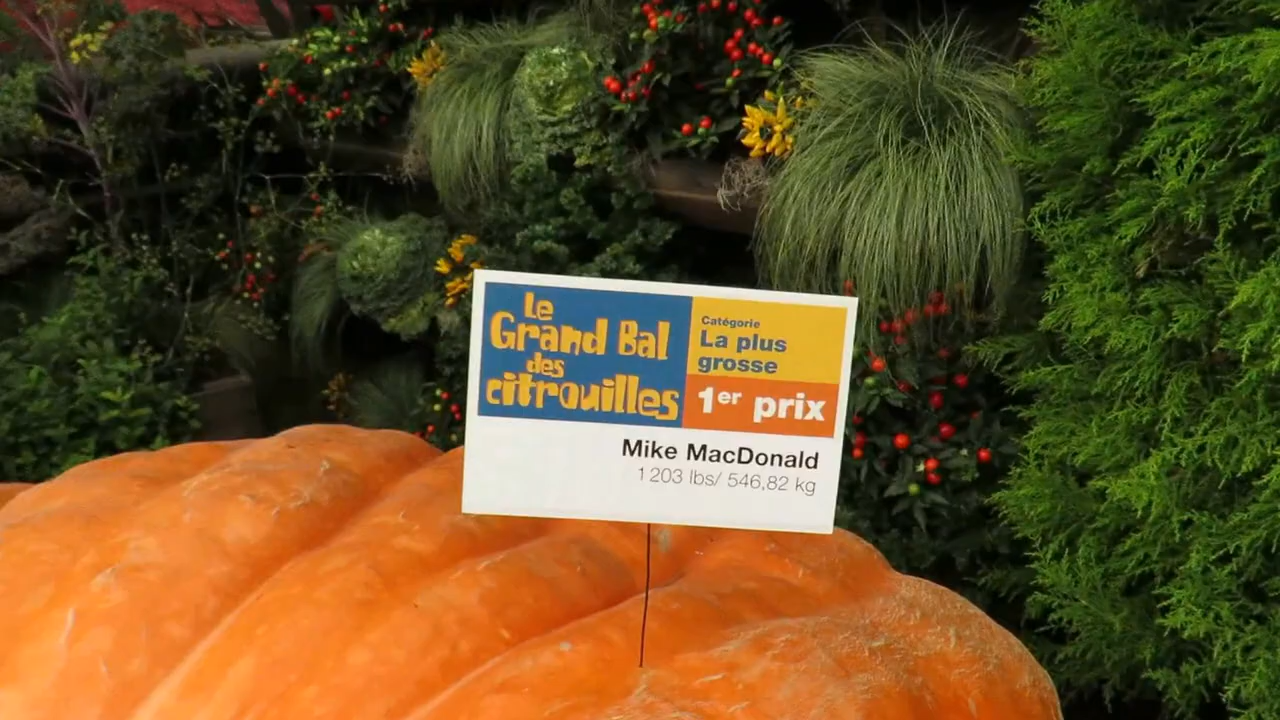 Le
Grand Bal
des
citrouilles
Catégorie
La plus
grosse
1er prix
Mike MacDonald
1 203 lbs/ 546,82 kg